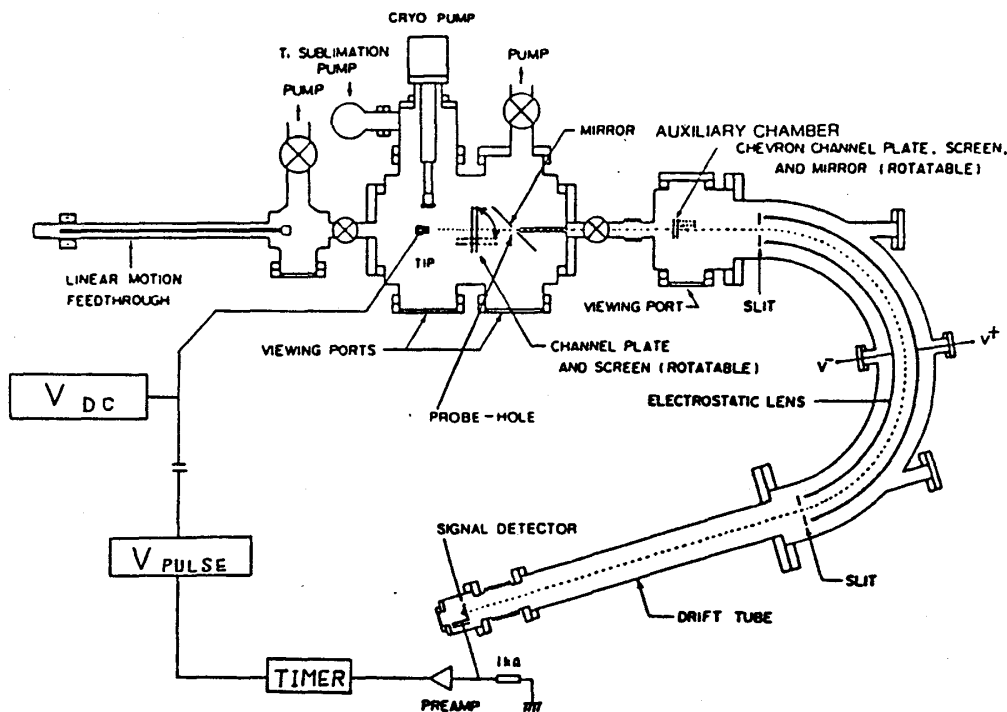 CRYO PUMP
T. SUBLIMATION
PUMP
PUMP
PUMP
MIRROR
AUXILIARY CHAMBER
CHEVRON CHANNEL PLATE, SCREEN,
AND MIRROR (ROTATABLE)
LINEAR MOTION
FEEDTHROUGH
TIP
VIEWING PORT
SLIT
VIEWING PORTS
CHANNEL PLATE
AND SCREEN (ROTATABLE)
V⁻
V⁺
V DC
ELECTROSTATIC LENS
PROBE-HOLE
SIGNAL DETECTOR
V PULSE
SLIT
DRIFT TUBE
1kΩ
TIMER
PREAMP